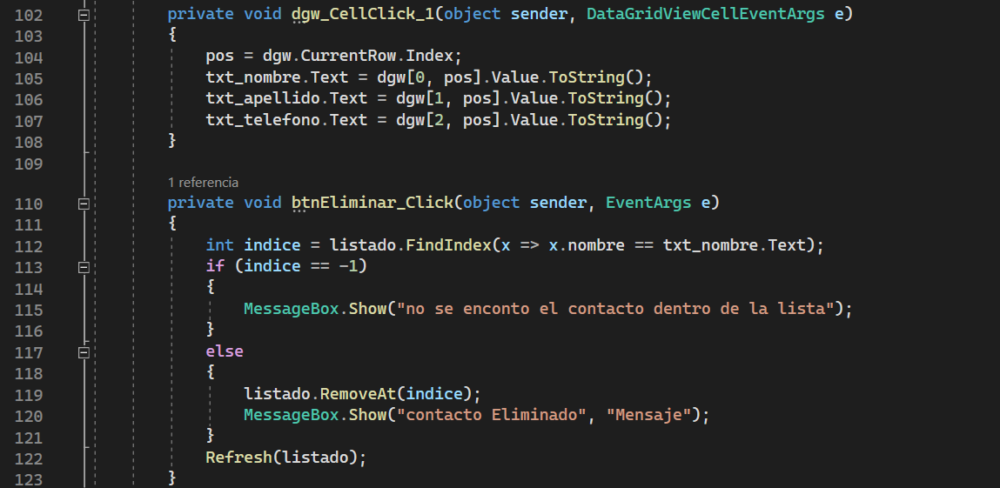 102 private void dgw_CellClick_1(object sender, DataGridViewCellEventArgs e)
103 {
104 pos = dgw.CurrentRow.Index;
105 txt_nombre.Text = dgw[0, pos].Value.ToString();
106 txt_apellido.Text = dgw[1, pos].Value.ToString();
107 txt_telefono.Text = dgw[2, pos].Value.ToString();
108 }
109
1 referencia
110 private void btnEliminar_Click(object sender, EventArgs e)
111 {
112 int indice = listado.FindIndex(x => x.nombre == txt_nombre.Text);
113 if (indice == -1)
114 {
115 MessageBox.Show("no se enconto el contacto dentro de la lista");
116 }
117 else
118 {
119 listado.RemoveAt(indice);
120 MessageBox.Show("contacto Eliminado", "Mensaje");
121 }
122 Refresh(listado);
123 }